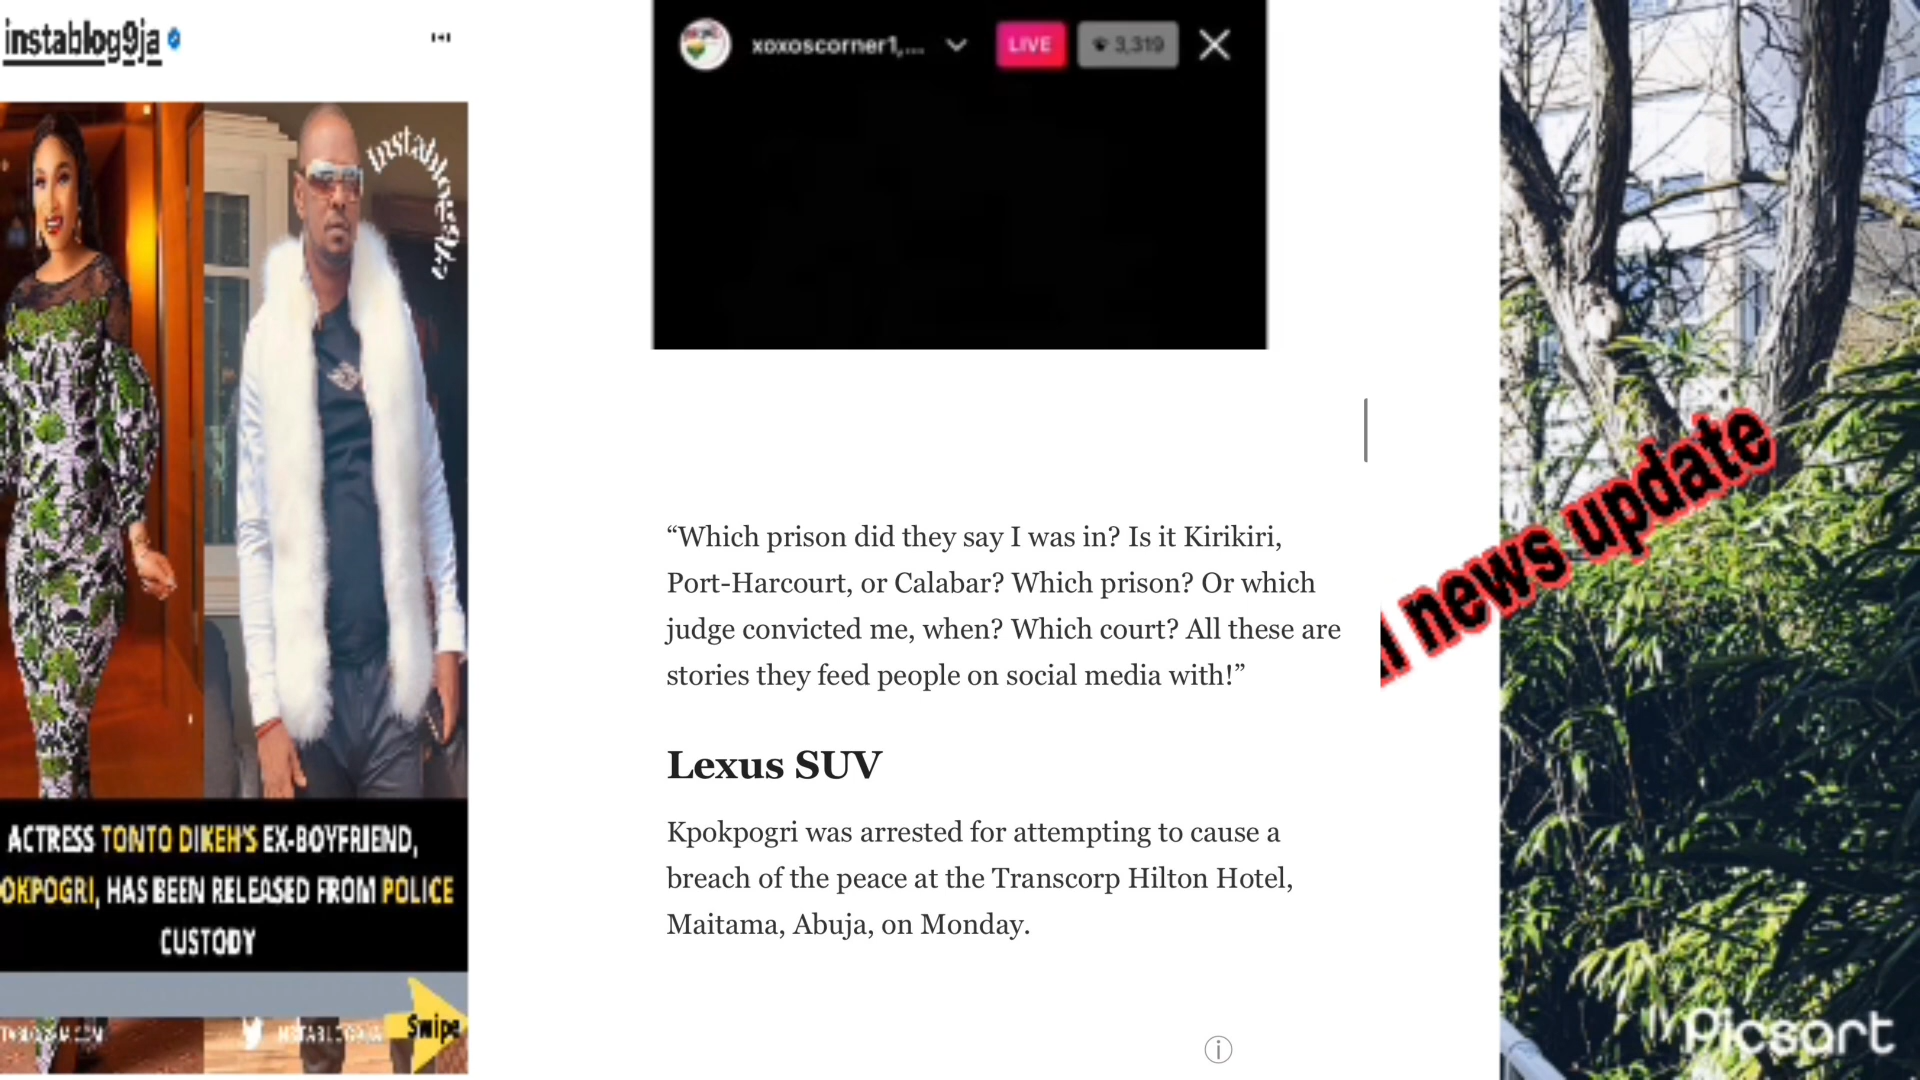 instablog9ja
instablog9ja
ACTRESS TONTO DIKEH'S EX-BOYFRIEND,
OKPOGRI, HAS BEEN RELEASED FROM POLICE
CUSTODY
Swipe
xoxoscorner1,...
LIVE
3,319
“Which prison did they say I was in? Is it Kirikiri,
Port-Harcourt, or Calabar? Which prison? Or which
judge convicted me, when? Which court? All these are
stories they feed people on social media with!”
Lexus SUV
Kpokpogri was arrested for attempting to cause a
breach of the peace at the Transcorp Hilton Hotel,
Maitama, Abuja, on Monday.
news update
Picsart